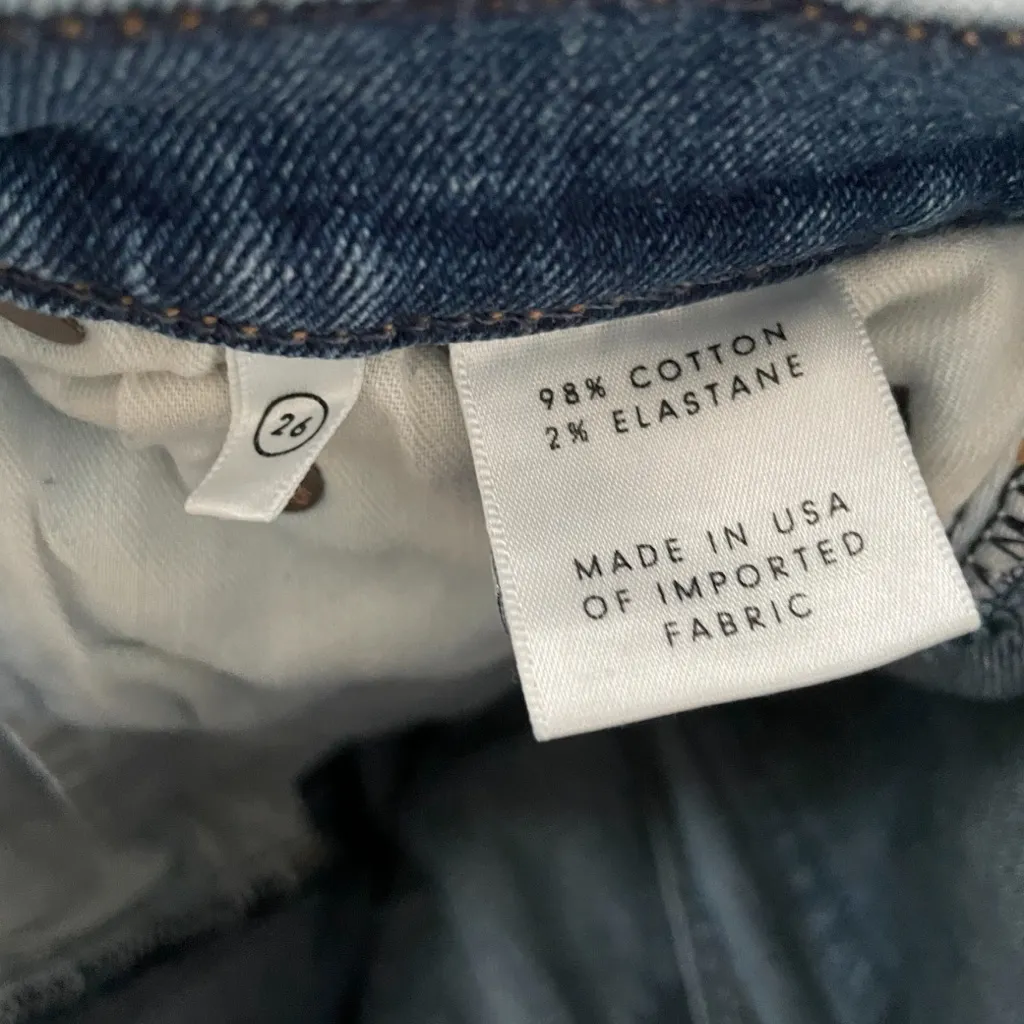 26
98% COTTON
2% ELASTANE
MADE IN USA
OF IMPORTED
FABRIC